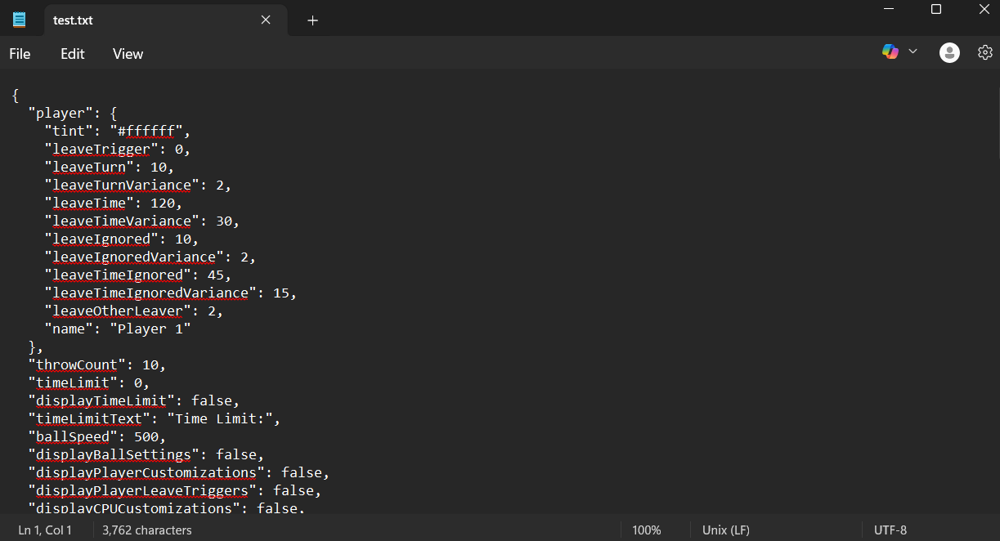 test.txt
File Edit View
{
  "player": {
    "tint": "#ffffff",
    "leaveTrigger": 0,
    "leaveTurn": 10,
    "leaveTurnVariance": 2,
    "leaveTime": 120,
    "leaveTimeVariance": 30,
    "leaveIgnored": 10,
    "leaveIgnoredVariance": 2,
    "leaveTimeIgnored": 45,
    "leaveTimeIgnoredVariance": 15,
    "leaveOtherLeaver": 2,
    "name": "Player 1"
  },
  "throwCount": 10,
  "timeLimit": 0,
  "displayTimeLimit": false,
  "timeLimitText": "Time Limit:",
  "ballSpeed": 500,
  "displayBallSettings": false,
  "displayPlayerCustomizations": false,
  "displayPlayerLeaveTriggers": false,
  "displayCPUCustomizations": false,
Ln 1, Col 1 3,762 characters 100% Unix (LF) UTF-8